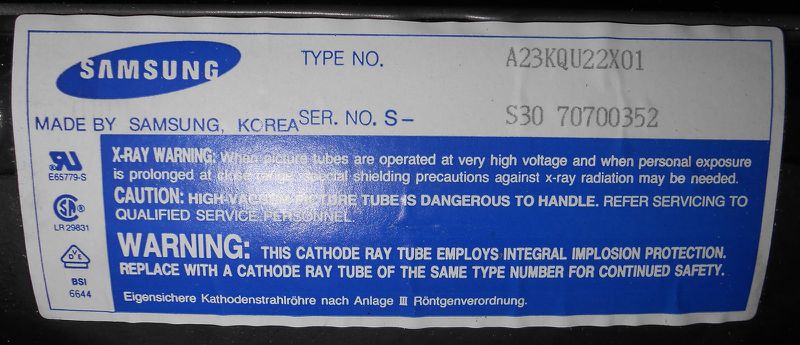 SAMSUNG
TYPE NO. A23KQU22X01
MADE BY SAMSUNG, KOREA SER. NO. S- S30 70700352
E65779-S
LR 29831
BSI
6644
X-RAY WARNING: When picture tubes are operated at very high voltage and when personal exposure
is prolonged at close range, special shielding precautions against x-ray radiation may be needed.
CAUTION: HIGH-VACUUM PICTURE TUBE IS DANGEROUS TO HANDLE. REFER SERVICING TO
QUALIFIED SERVICE PERSONNEL.
WARNING: THIS CATHODE RAY TUBE EMPLOYS INTEGRAL IMPLOSION PROTECTION.
REPLACE WITH A CATHODE RAY TUBE OF THE SAME TYPE NUMBER FOR CONTINUED SAFETY.
Eigensichere Kathodenstrahlröhre nach Anlage III Röntgenverordnung.